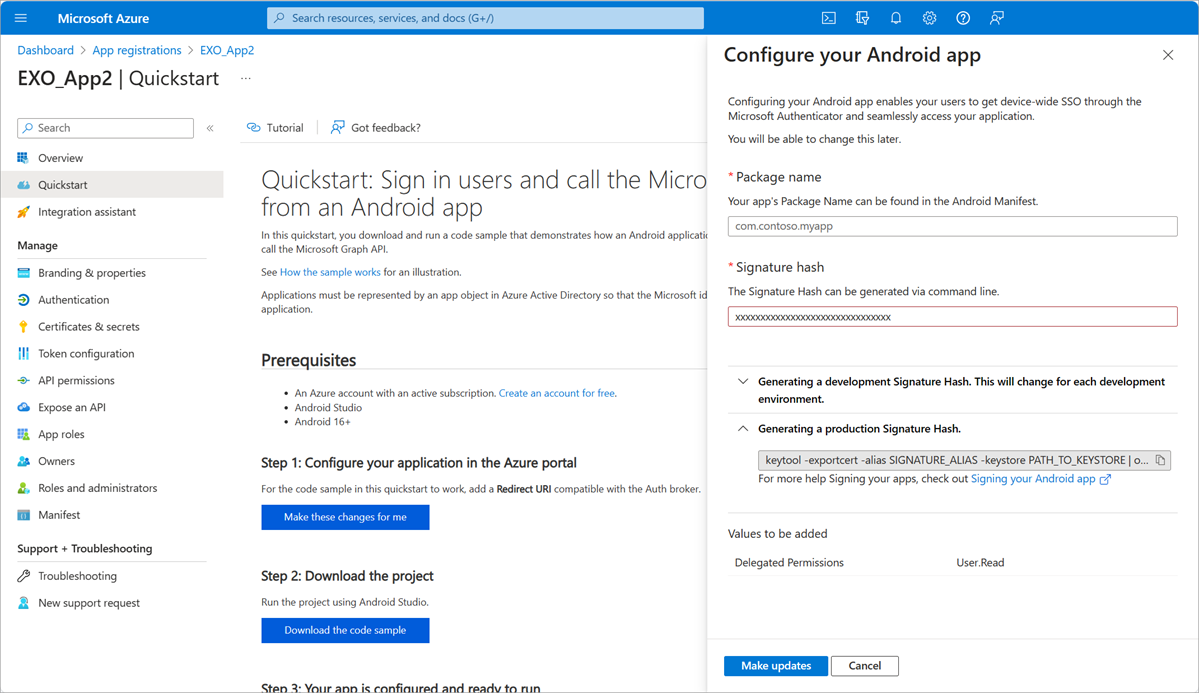 Microsoft Azure
Search resources, services, and docs (G+/)
Dashboard > App registrations > EXO_App2
EXO_App2 | Quickstart ...
Search
«
Overview
Quickstart
Integration assistant
Manage
Branding & properties
Authentication
Certificates & secrets
Token configuration
API permissions
Expose an API
App roles
Owners
Roles and administrators
Manifest
Support + Troubleshooting
Troubleshooting
New support request
Tutorial
Got feedback?
Quickstart: Sign in users and call the Micro
from an Android app
In this quickstart, you download and run a code sample that demonstrates how an Android applicatio
call the Microsoft Graph API.
See How the sample works for an illustration.
Applications must be represented by an app object in Azure Active Directory so that the Microsoft id
application.
Prerequisites
• An Azure account with an active subscription. Create an account for free.
• Android Studio
• Android 16+
Step 1: Configure your application in the Azure portal
For the code sample in this quickstart to work, add a Redirect URI compatible with the Auth broker.
Make these changes for me
Step 2: Download the project
Run the project using Android Studio.
Download the code sample
Step 3: Your app is configured and ready to run
Configure your Android app
Configuring your Android app enables your users to get device-wide SSO through the
Microsoft Authenticator and seamlessly access your application.
You will be able to change this later.
* Package name
Your app's Package Name can be found in the Android Manifest.
com.contoso.myapp
* Signature hash
The Signature Hash can be generated via command line.
xxxxxxxxxxxxxxxxxxxxxxxxxxxxxxx
Generating a development Signature Hash. This will change for each development
environment.
Generating a production Signature Hash.
keytool -exportcert -alias SIGNATURE_ALIAS -keystore PATH_TO_KEYSTORE | o...
For more help Signing your apps, check out Signing your Android app
Values to be added
Delegated Permissions User.Read
Make updates
Cancel